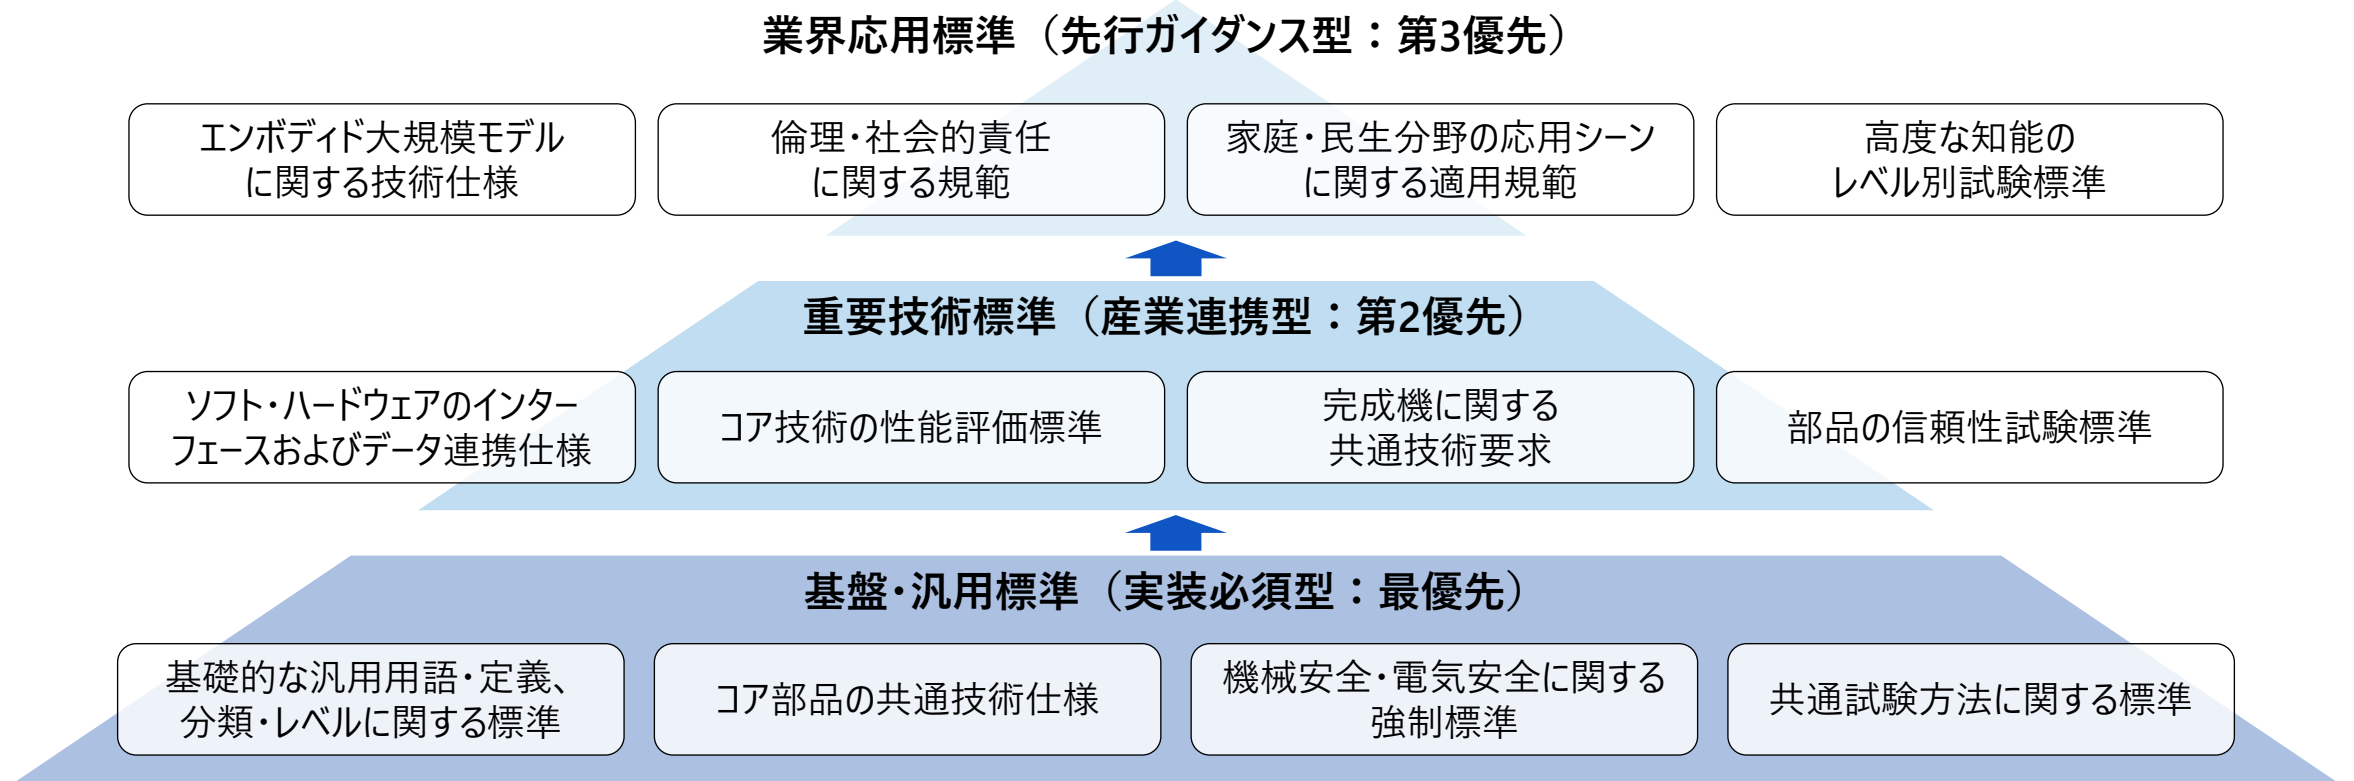 業界応用標準（先行ガイダンス型：第3優先）
エンボディド大規模モデル
に関する技術仕様
倫理・社会的責任
に関する規範
家庭・民生分野の応用シーン
に関する適用規範
高度な知能の
レベル別試験標準
重要技術標準（産業連携型：第2優先）
ソフト・ハードウェアのインター
フェースおよびデータ連携仕様
コア技術の性能評価標準
完成機に関する
共通技術要求
部品の信頼性試験標準
基盤・汎用標準（実装必須型：最優先）
基礎的な汎用用語・定義、
分類・レベルに関する標準
コア部品の共通技術仕様
機械安全・電気安全に関する
強制標準
共通試験方法に関する標準